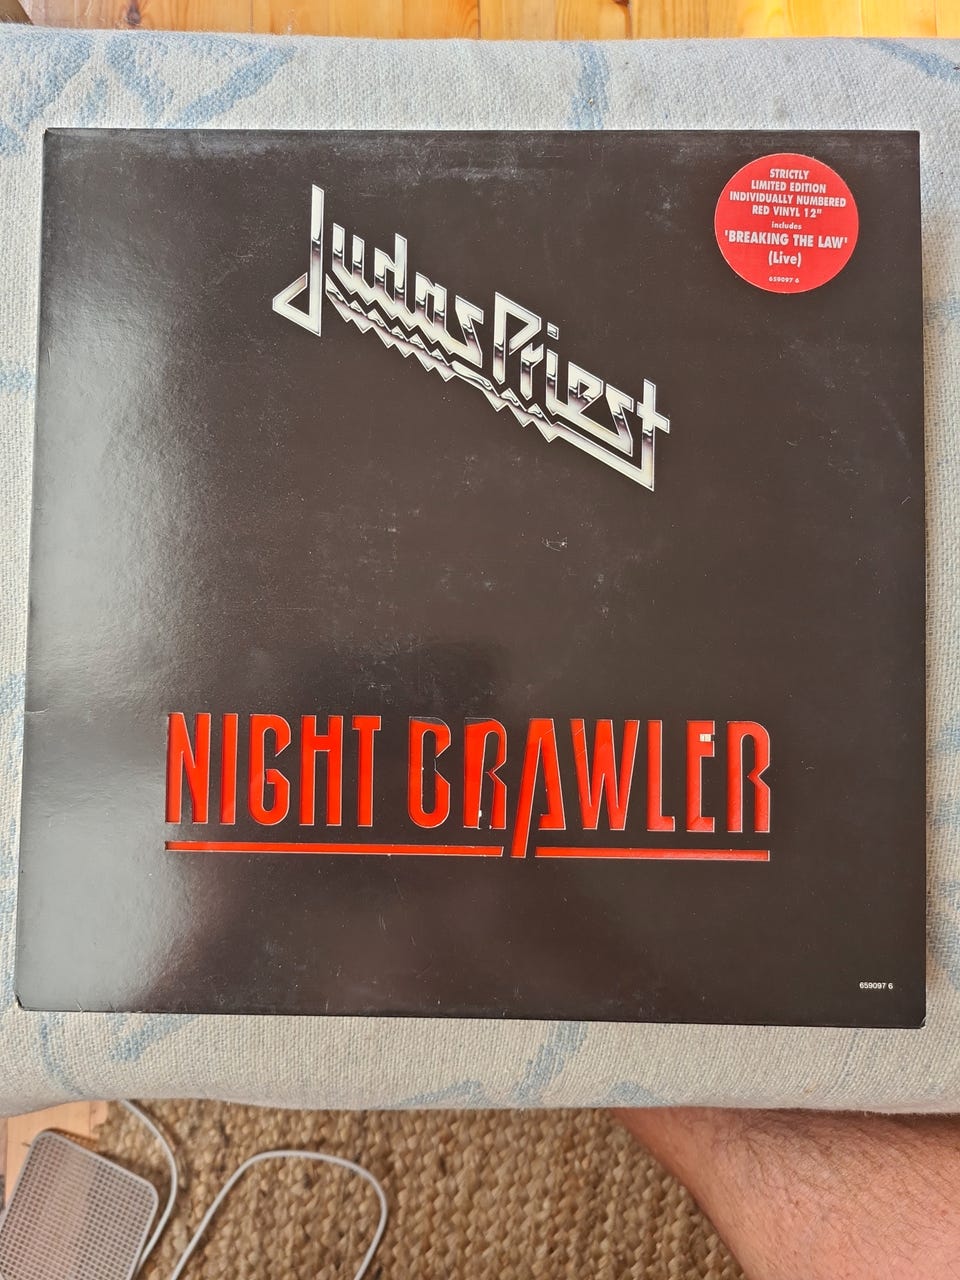 STRICTLY
LIMITED EDITION
INDIVIDUALLY NUMBERED
RED VINYL 12"
includes
'BREAKING THE LAW'
(Live)
659097 6
Judas Priest
NIGHT CRAWLER
659097 6